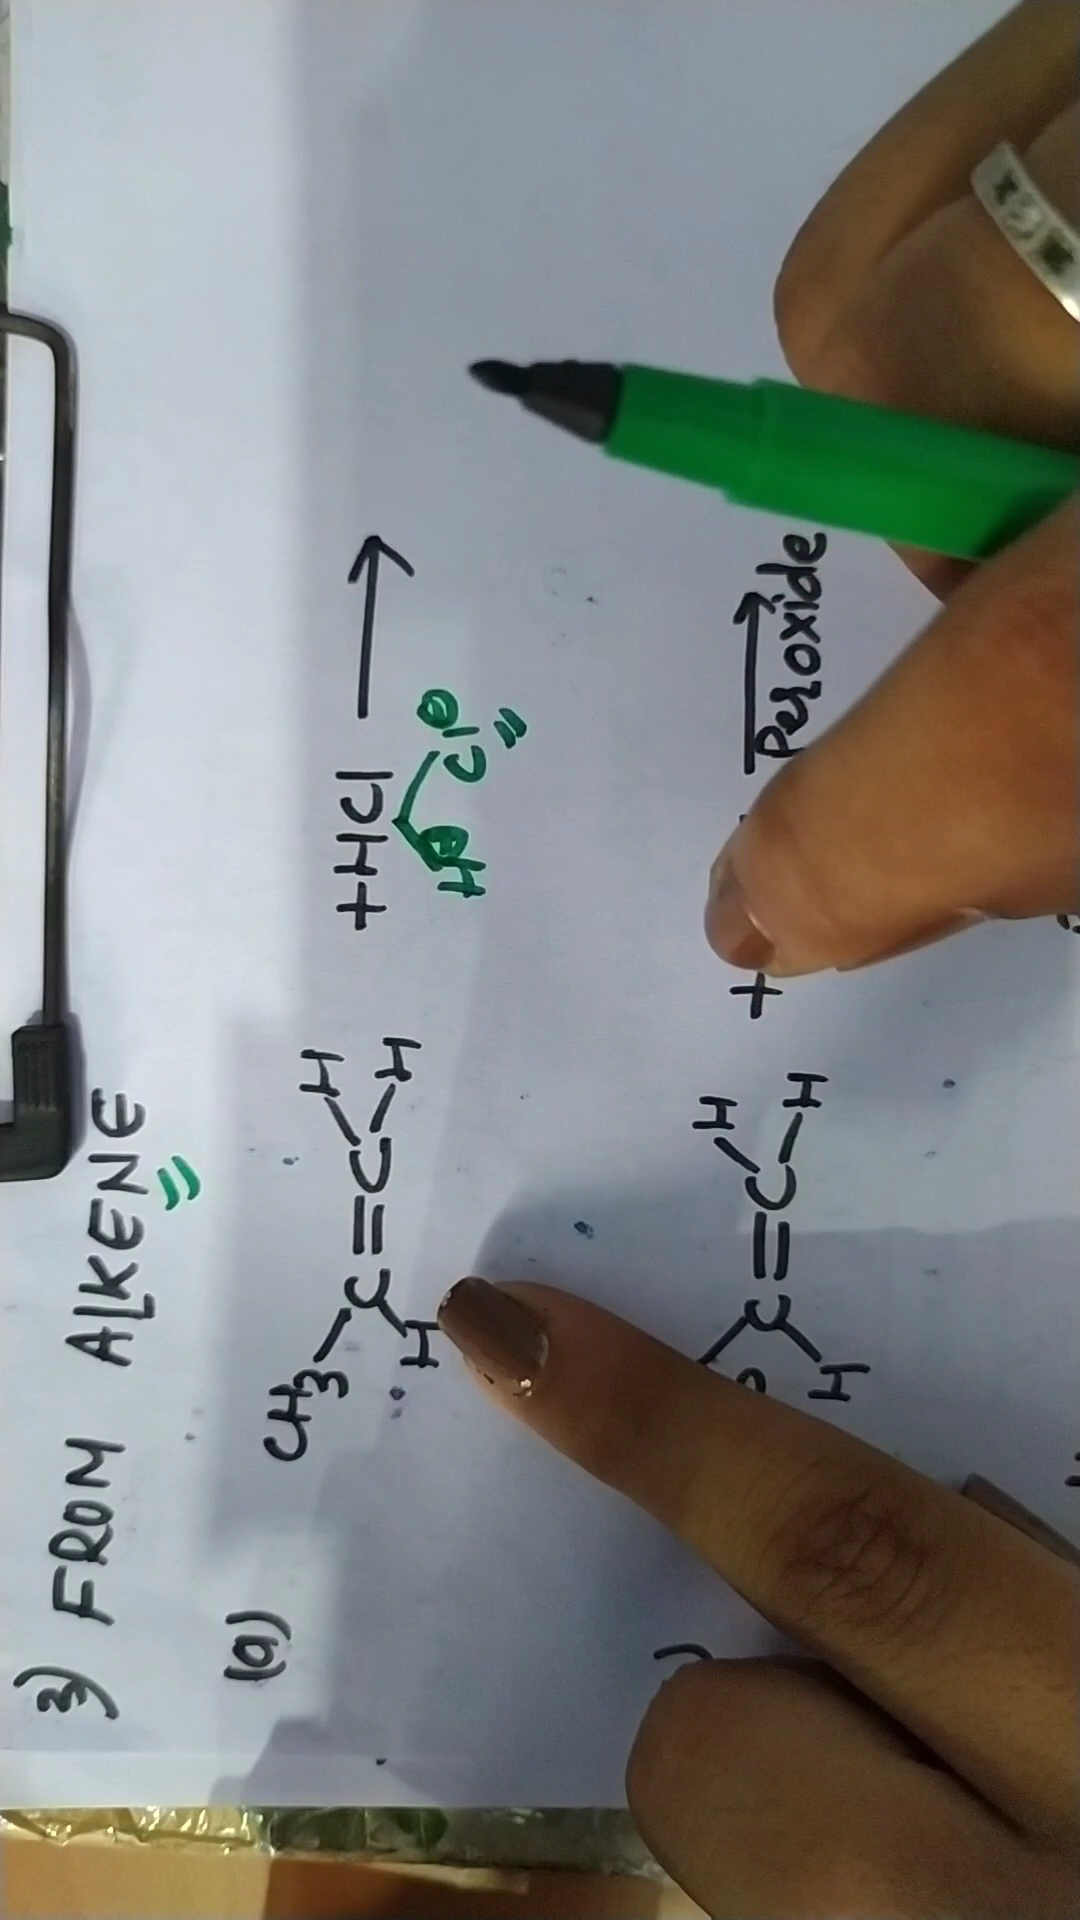 3) FROM ALKENE
(a)
CH3 H
C=C +HCl →
H H
H⊕ Cl⊖
H
C=C + → Peroxide
H H